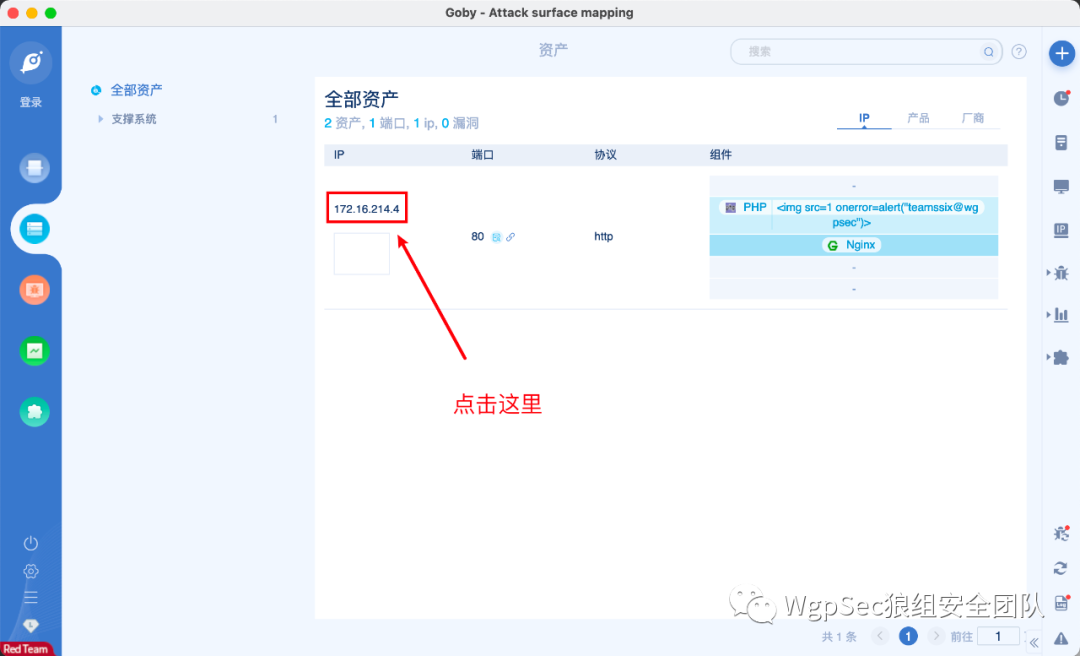 Goby - Attack surface mapping
资产
搜索
登录
全部资产
支撑系统 1
全部资产
2 资产, 1 端口, 1 ip, 0 漏洞
IP 产品 厂商
IP 端口 协议 组件
172.16.214.4
80
http
-
PHP <img src=1 onerror=alert("teamssix@wg
psec")>
Nginx
-
-
点击这里
WgpSec狼组安全团队
共 1 条 1 前往 1
Red Team